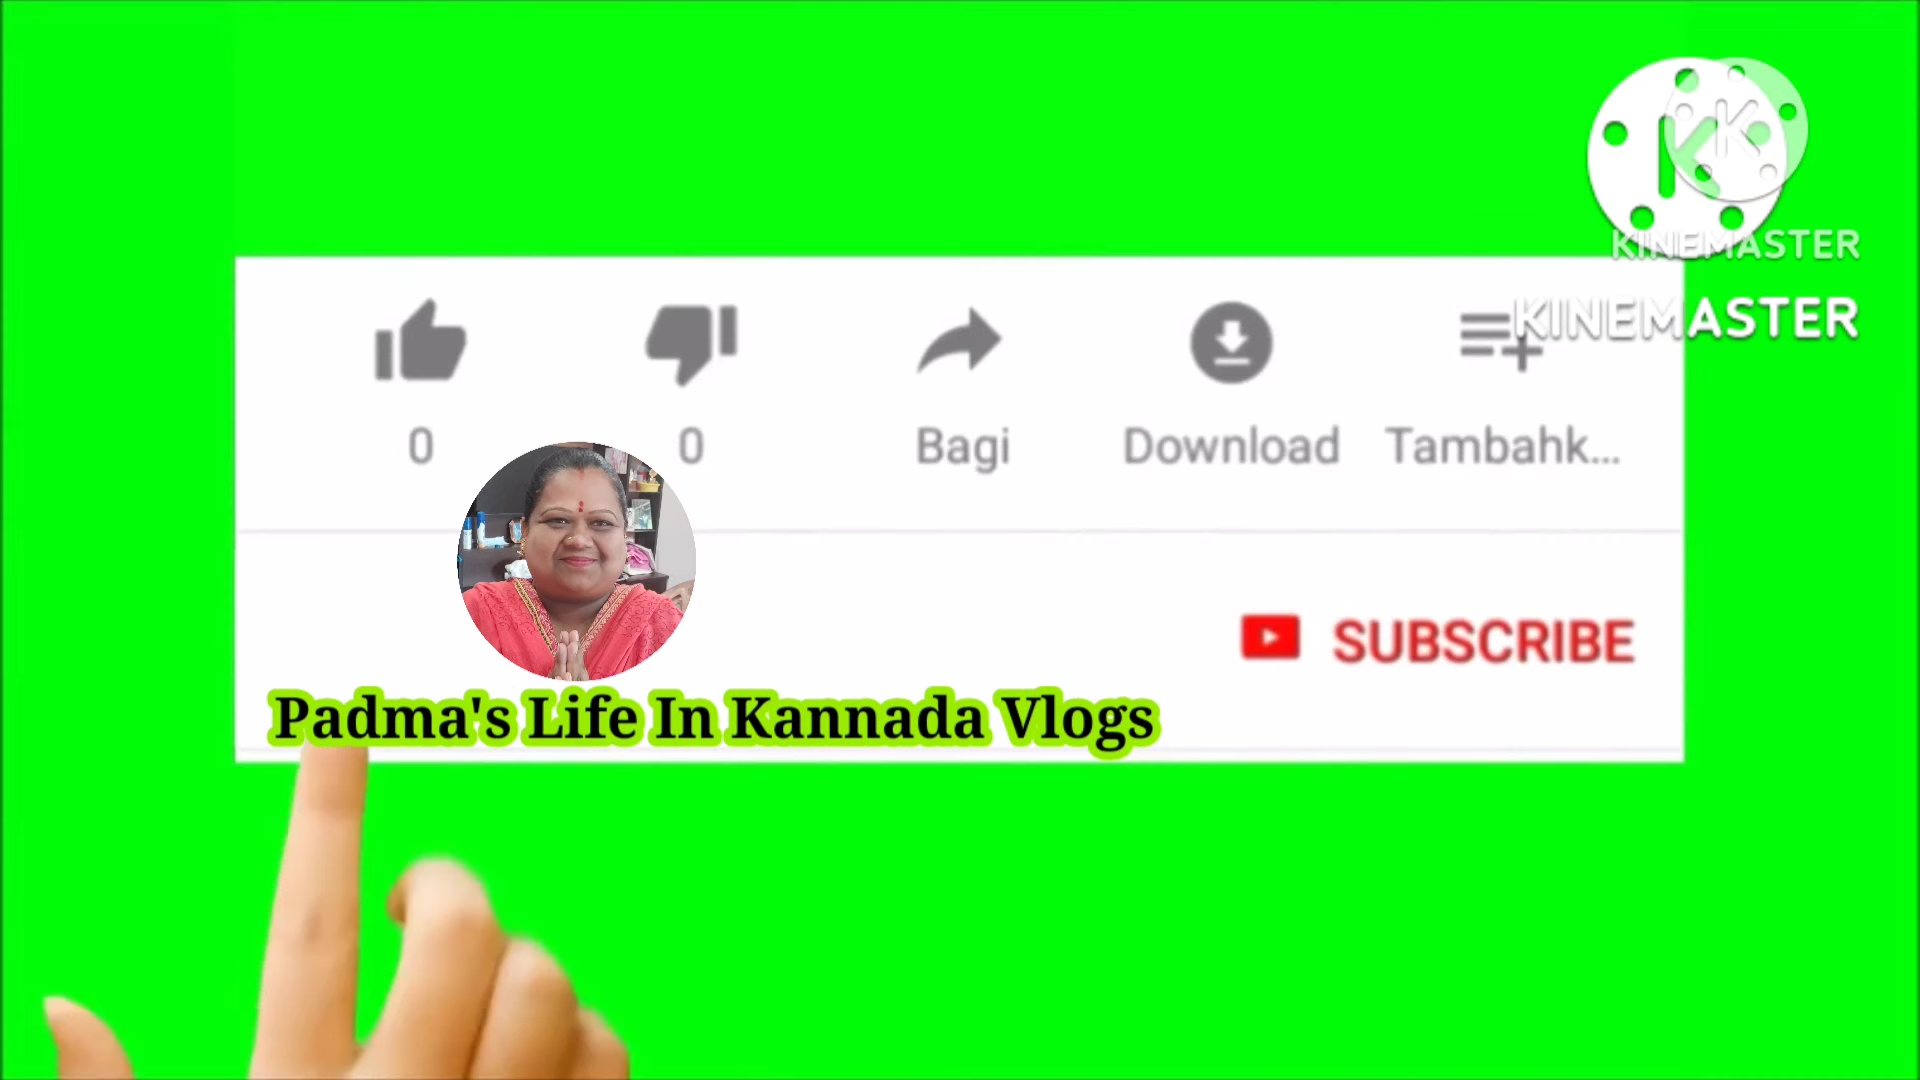 KINEMASTER
KINEMASTER
0 0 Bagi Download Tambahk...
SUBSCRIBE
Padma's Life In Kannada Vlogs